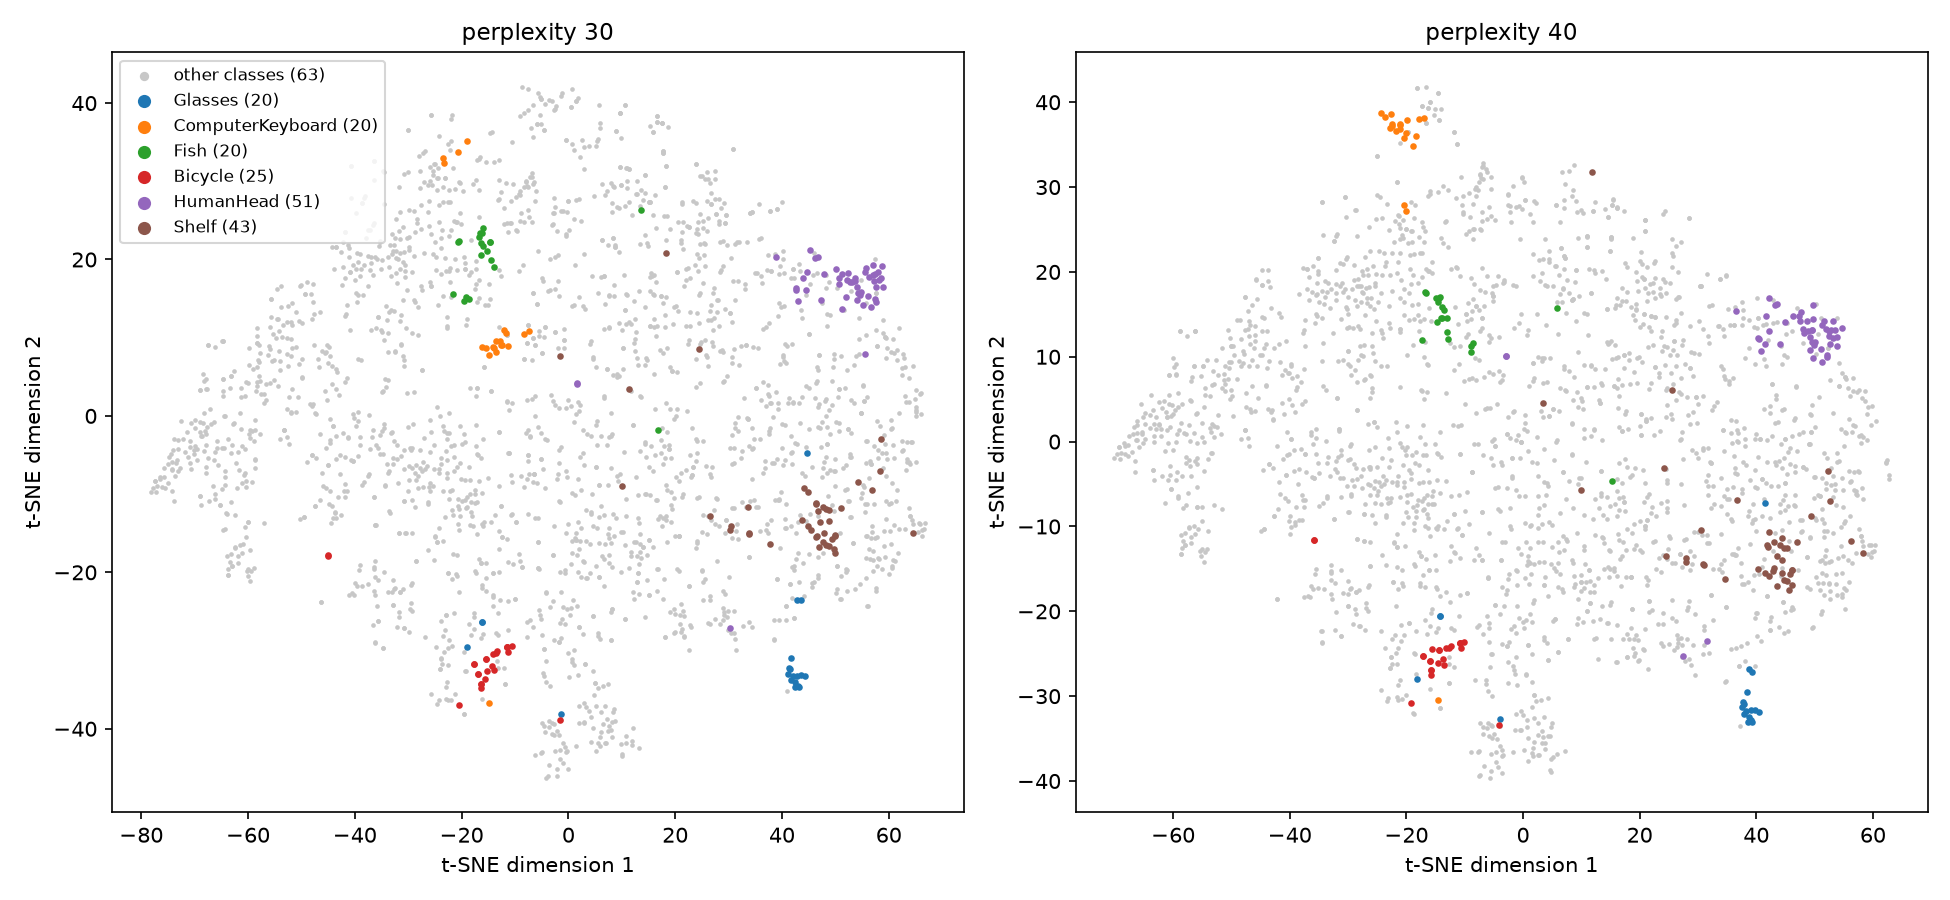 perplexity 30
perplexity 40
other classes (63)
Glasses (20)
ComputerKeyboard (20)
Fish (20)
Bicycle (25)
HumanHead (51)
Shelf (43)
40
20
0
−20
−40
t-SNE dimension 2
−80 −60 −40 −20 0 20 40 60
t-SNE dimension 1
40
30
20
10
0
−10
−20
−30
−40
t-SNE dimension 2
−60 −40 −20 0 20 40 60
t-SNE dimension 1